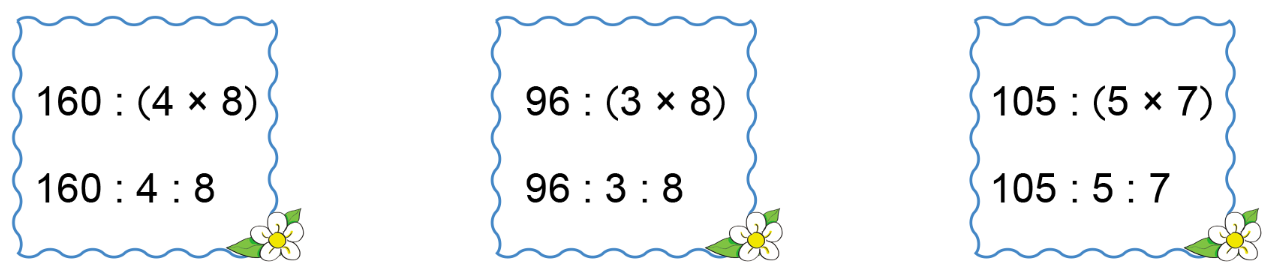 160 : (4 × 8)
160 : 4 : 8
96 : (3 × 8)
96 : 3 : 8
105 : (5 × 7)
105 : 5 : 7